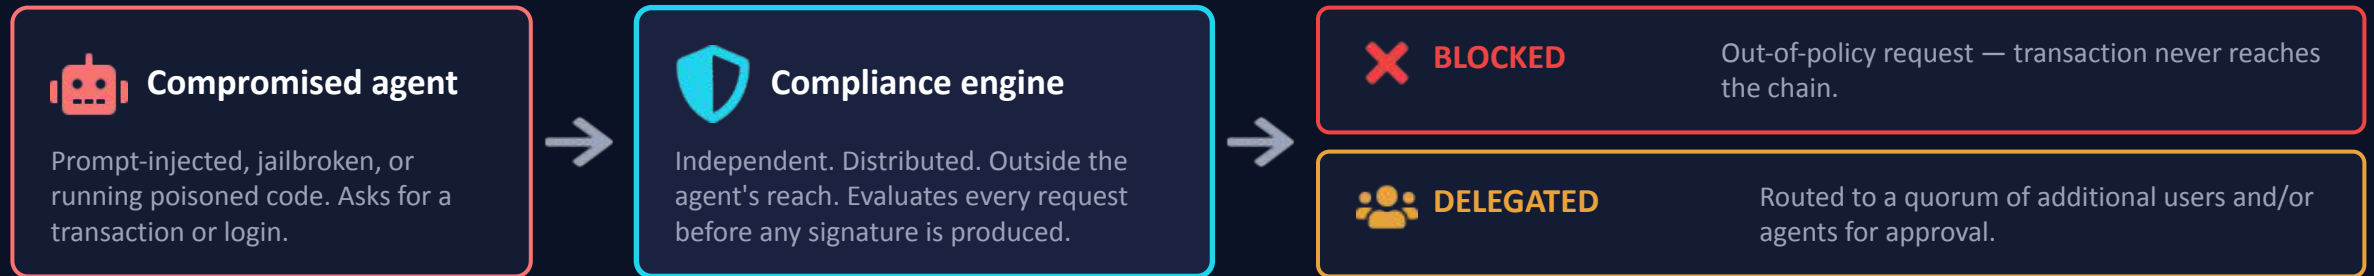 Compromised agent
Prompt-injected, jailbroken, or
running poisoned code. Asks for a
transaction or login.
Compliance engine
Independent. Distributed. Outside the
agent's reach. Evaluates every request
before any signature is produced.
BLOCKED
Out-of-policy request — transaction never reaches
the chain.
DELEGATED
Routed to a quorum of additional users and/or
agents for approval.